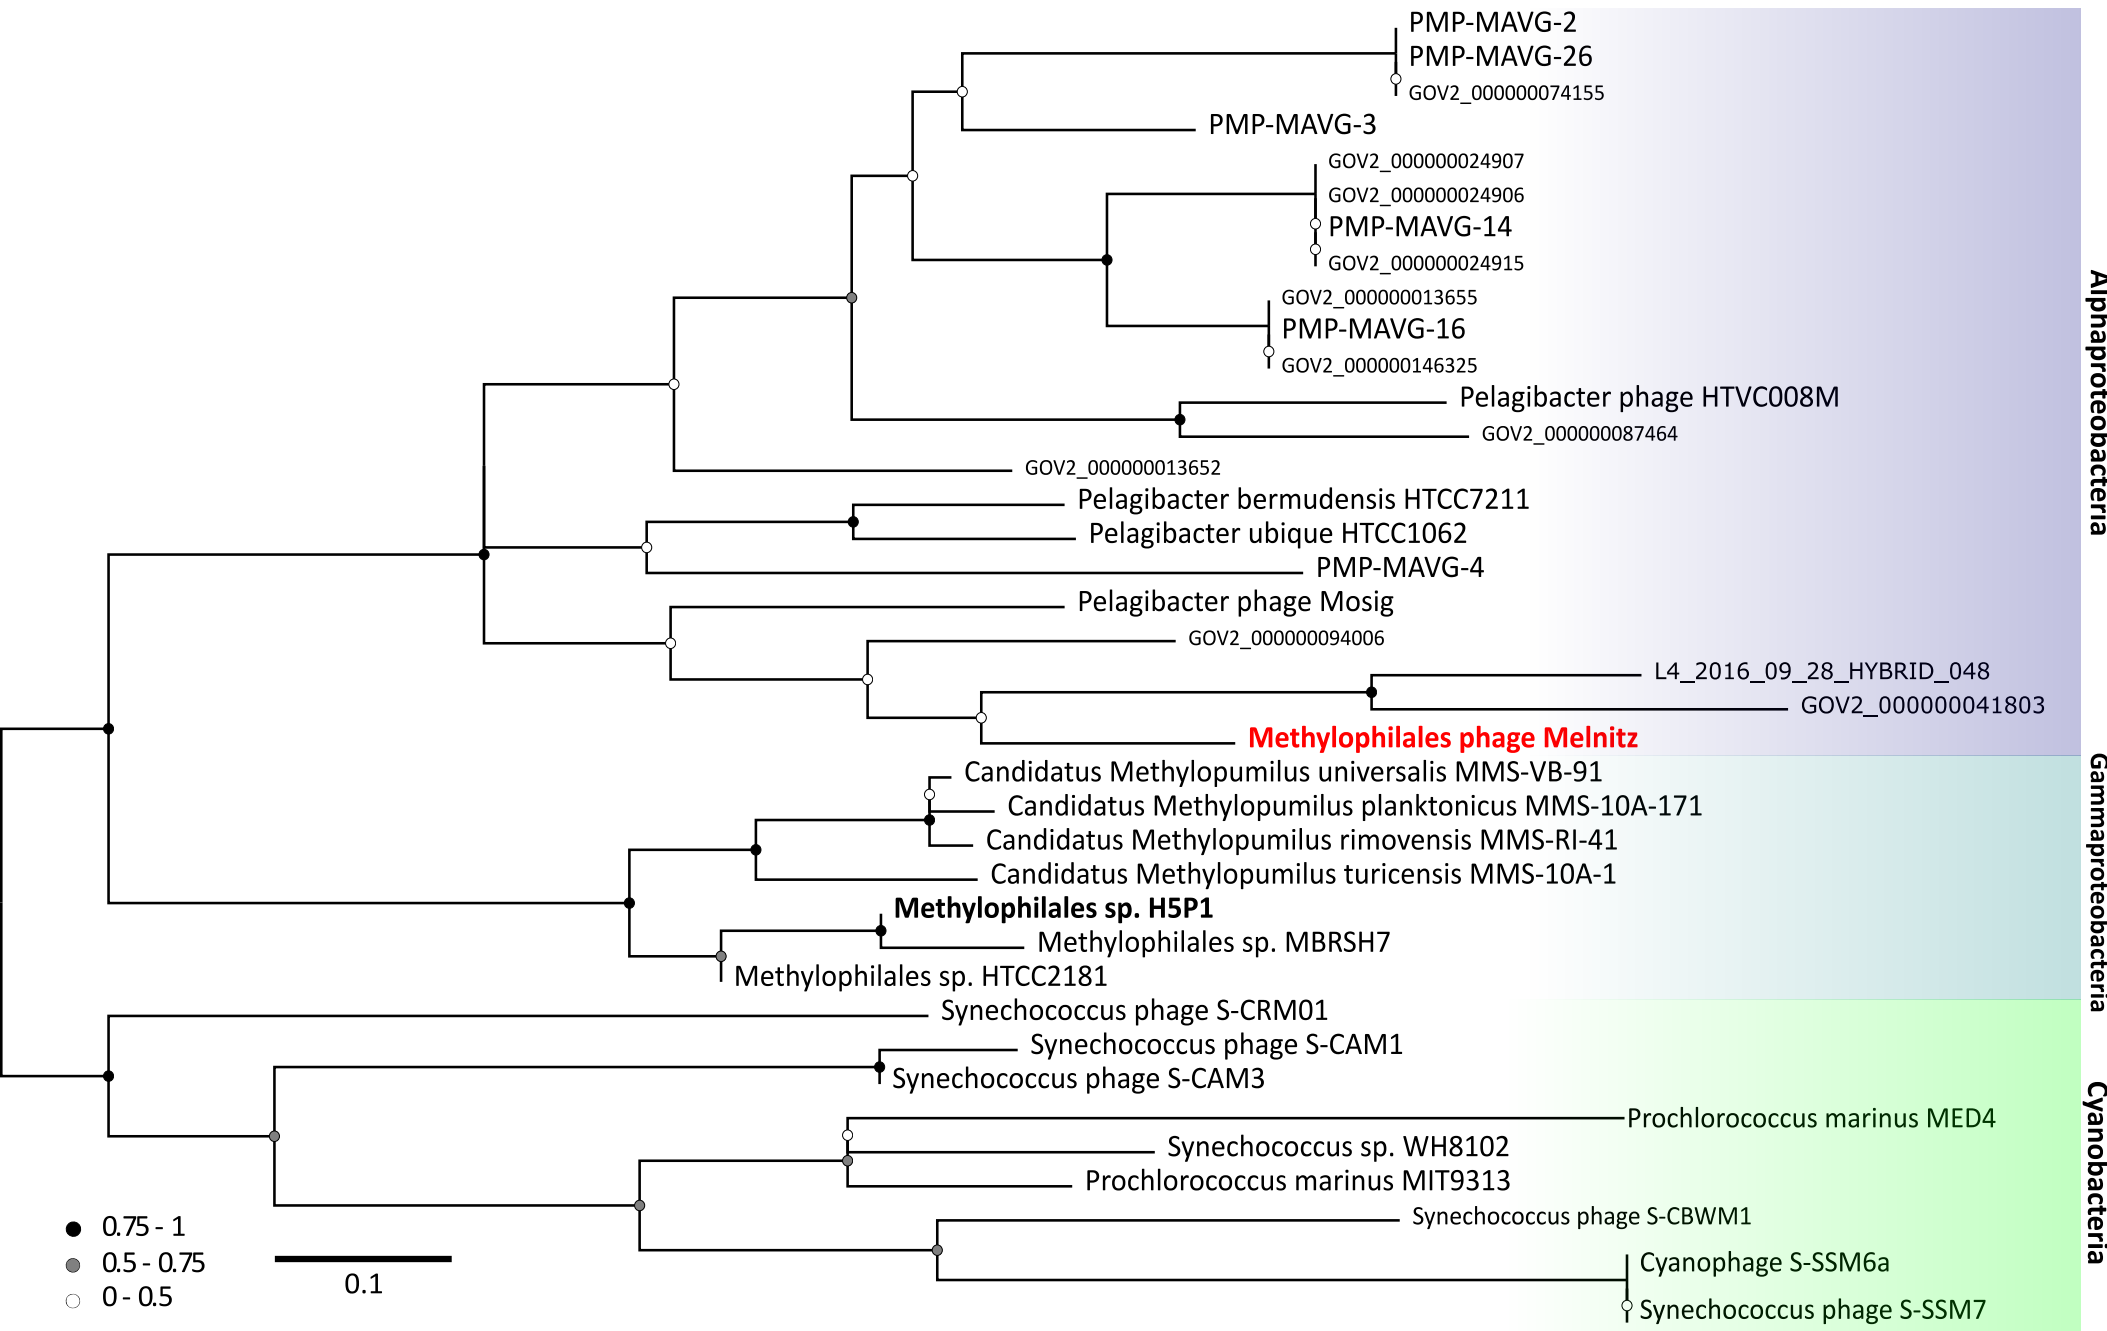 PMP-MAVG-2
PMP-MAVG-26
GOV2_000000074155
PMP-MAVG-3
GOV2_000000024907
GOV2_000000024906
PMP-MAVG-14
GOV2_000000024915
GOV2_000000013655
PMP-MAVG-16
GOV2_000000146325
Pelagibacter phage HTVC008M
GOV2_000000087464
GOV2_000000013652
Pelagibacter bermudensis HTCC7211
Pelagibacter ubique HTCC1062
PMP-MAVG-4
Pelagibacter phage Mosig
GOV2_000000094006
L4_2016_09_28_HYBRID_048
GOV2_000000041803
Methylophilales phage Melnitz
Alphaproteobacteria
Candidatus Methylopumilus universalis MMS-VB-91
Candidatus Methylopumilus planktonicus MMS-10A-171
Candidatus Methylopumilus rimovensis MMS-RI-41
Candidatus Methylopumilus turicensis MMS-10A-1
Methylophilales sp. H5P1
Methylophilales sp. MBRSH7
Methylophilales sp. HTCC2181
Gammaproteobacteria
Synechococcus phage S-CRM01
Synechococcus phage S-CAM1
Synechococcus phage S-CAM3
Prochlorococcus marinus MED4
Synechococcus sp. WH8102
Prochlorococcus marinus MIT9313
Synechococcus phage S-CBWM1
Cyanophage S-SSM6a
Synechococcus phage S-SSM7
Cyanobacteria
0.75 - 1
0.5 - 0.75
0 - 0.5
0.1